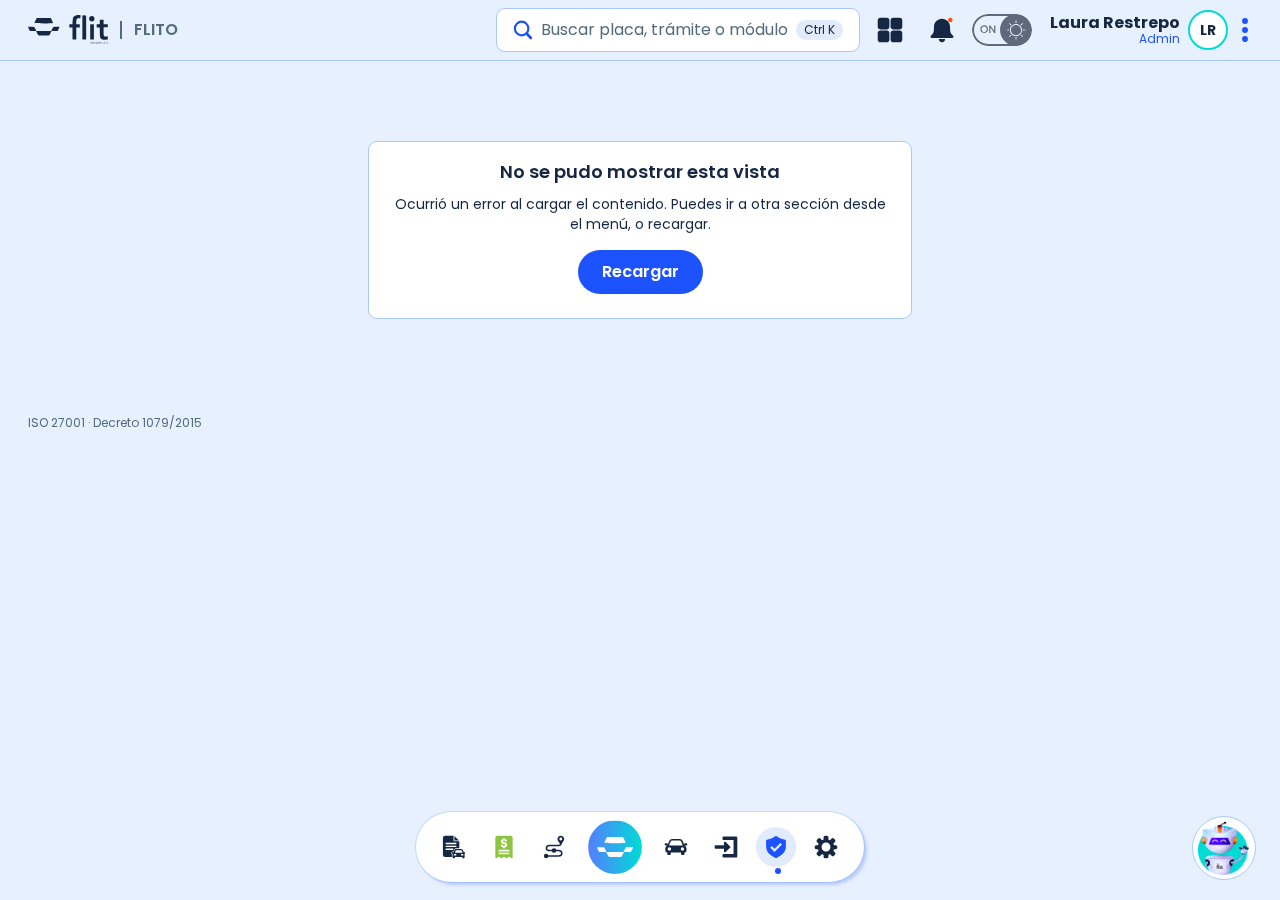 flit
FLITO
Buscar placa, trámite o módulo
Ctrl K
ON
Laura Restrepo
Admin
LR
No se pudo mostrar esta vista
Ocurrió un error al cargar el contenido. Puedes ir a otra sección desde
el menú, o recargar.
Recargar
ISO 27001 · Decreto 1079/2015